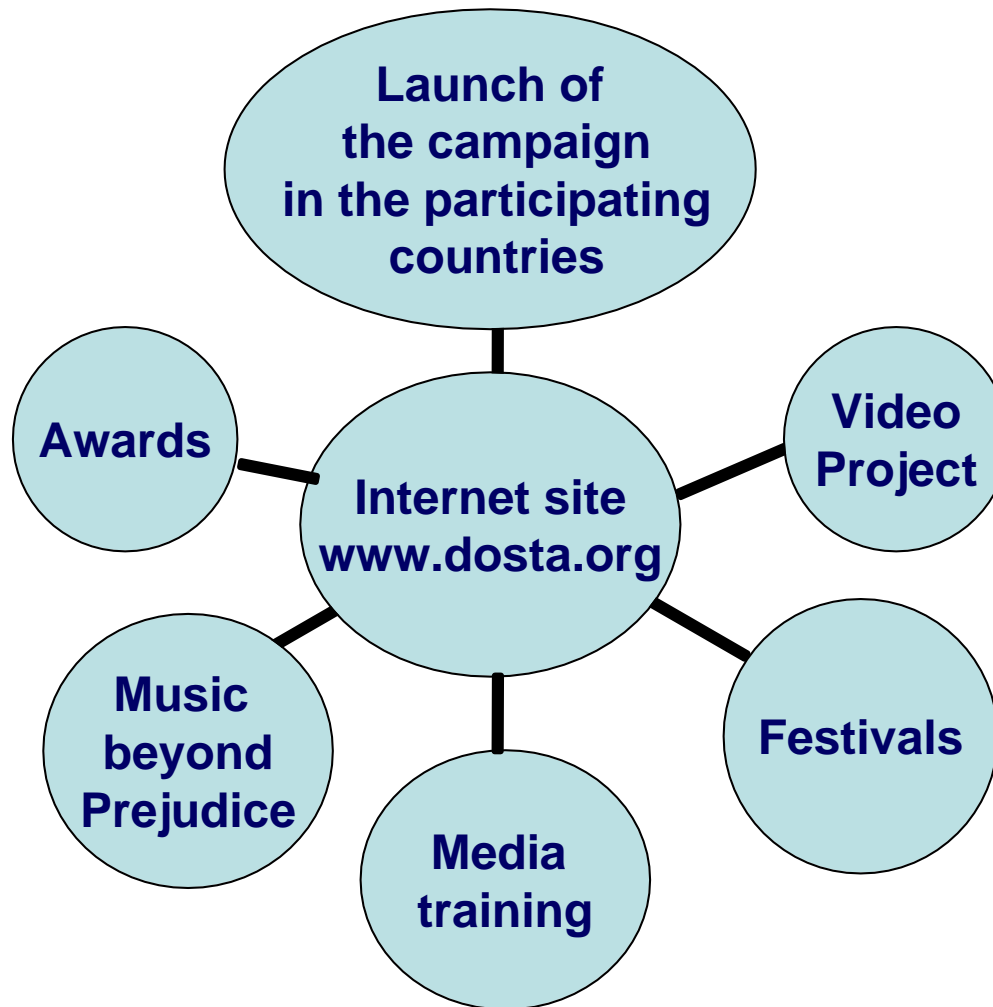 Launch of
the campaign
in the participating
countries
Awards
Video
Project
Internet site
www.dosta.org
Music
beyond
Prejudice
Festivals
Media
training